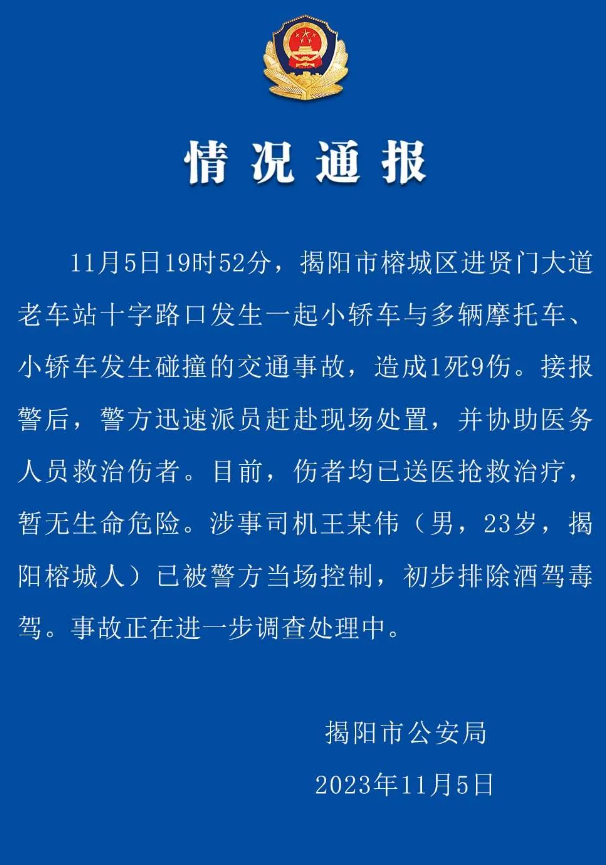 情况通报
11月5日19时52分，揭阳市榕城区进贤门大道
老车站十字路口发生一起小轿车与多辆摩托车、
小轿车发生碰撞的交通事故，造成1死9伤。接报
警后，警方迅速派员赶赴现场处置，并协助医务
人员救治伤者。目前，伤者均已送医抢救治疗，
暂无生命危险。涉事司机王某伟（男，23岁，揭
阳榕城人）已被警方当场控制，初步排除酒驾毒
驾。事故正在进一步调查处理中。
揭阳市公安局
2023年11月5日